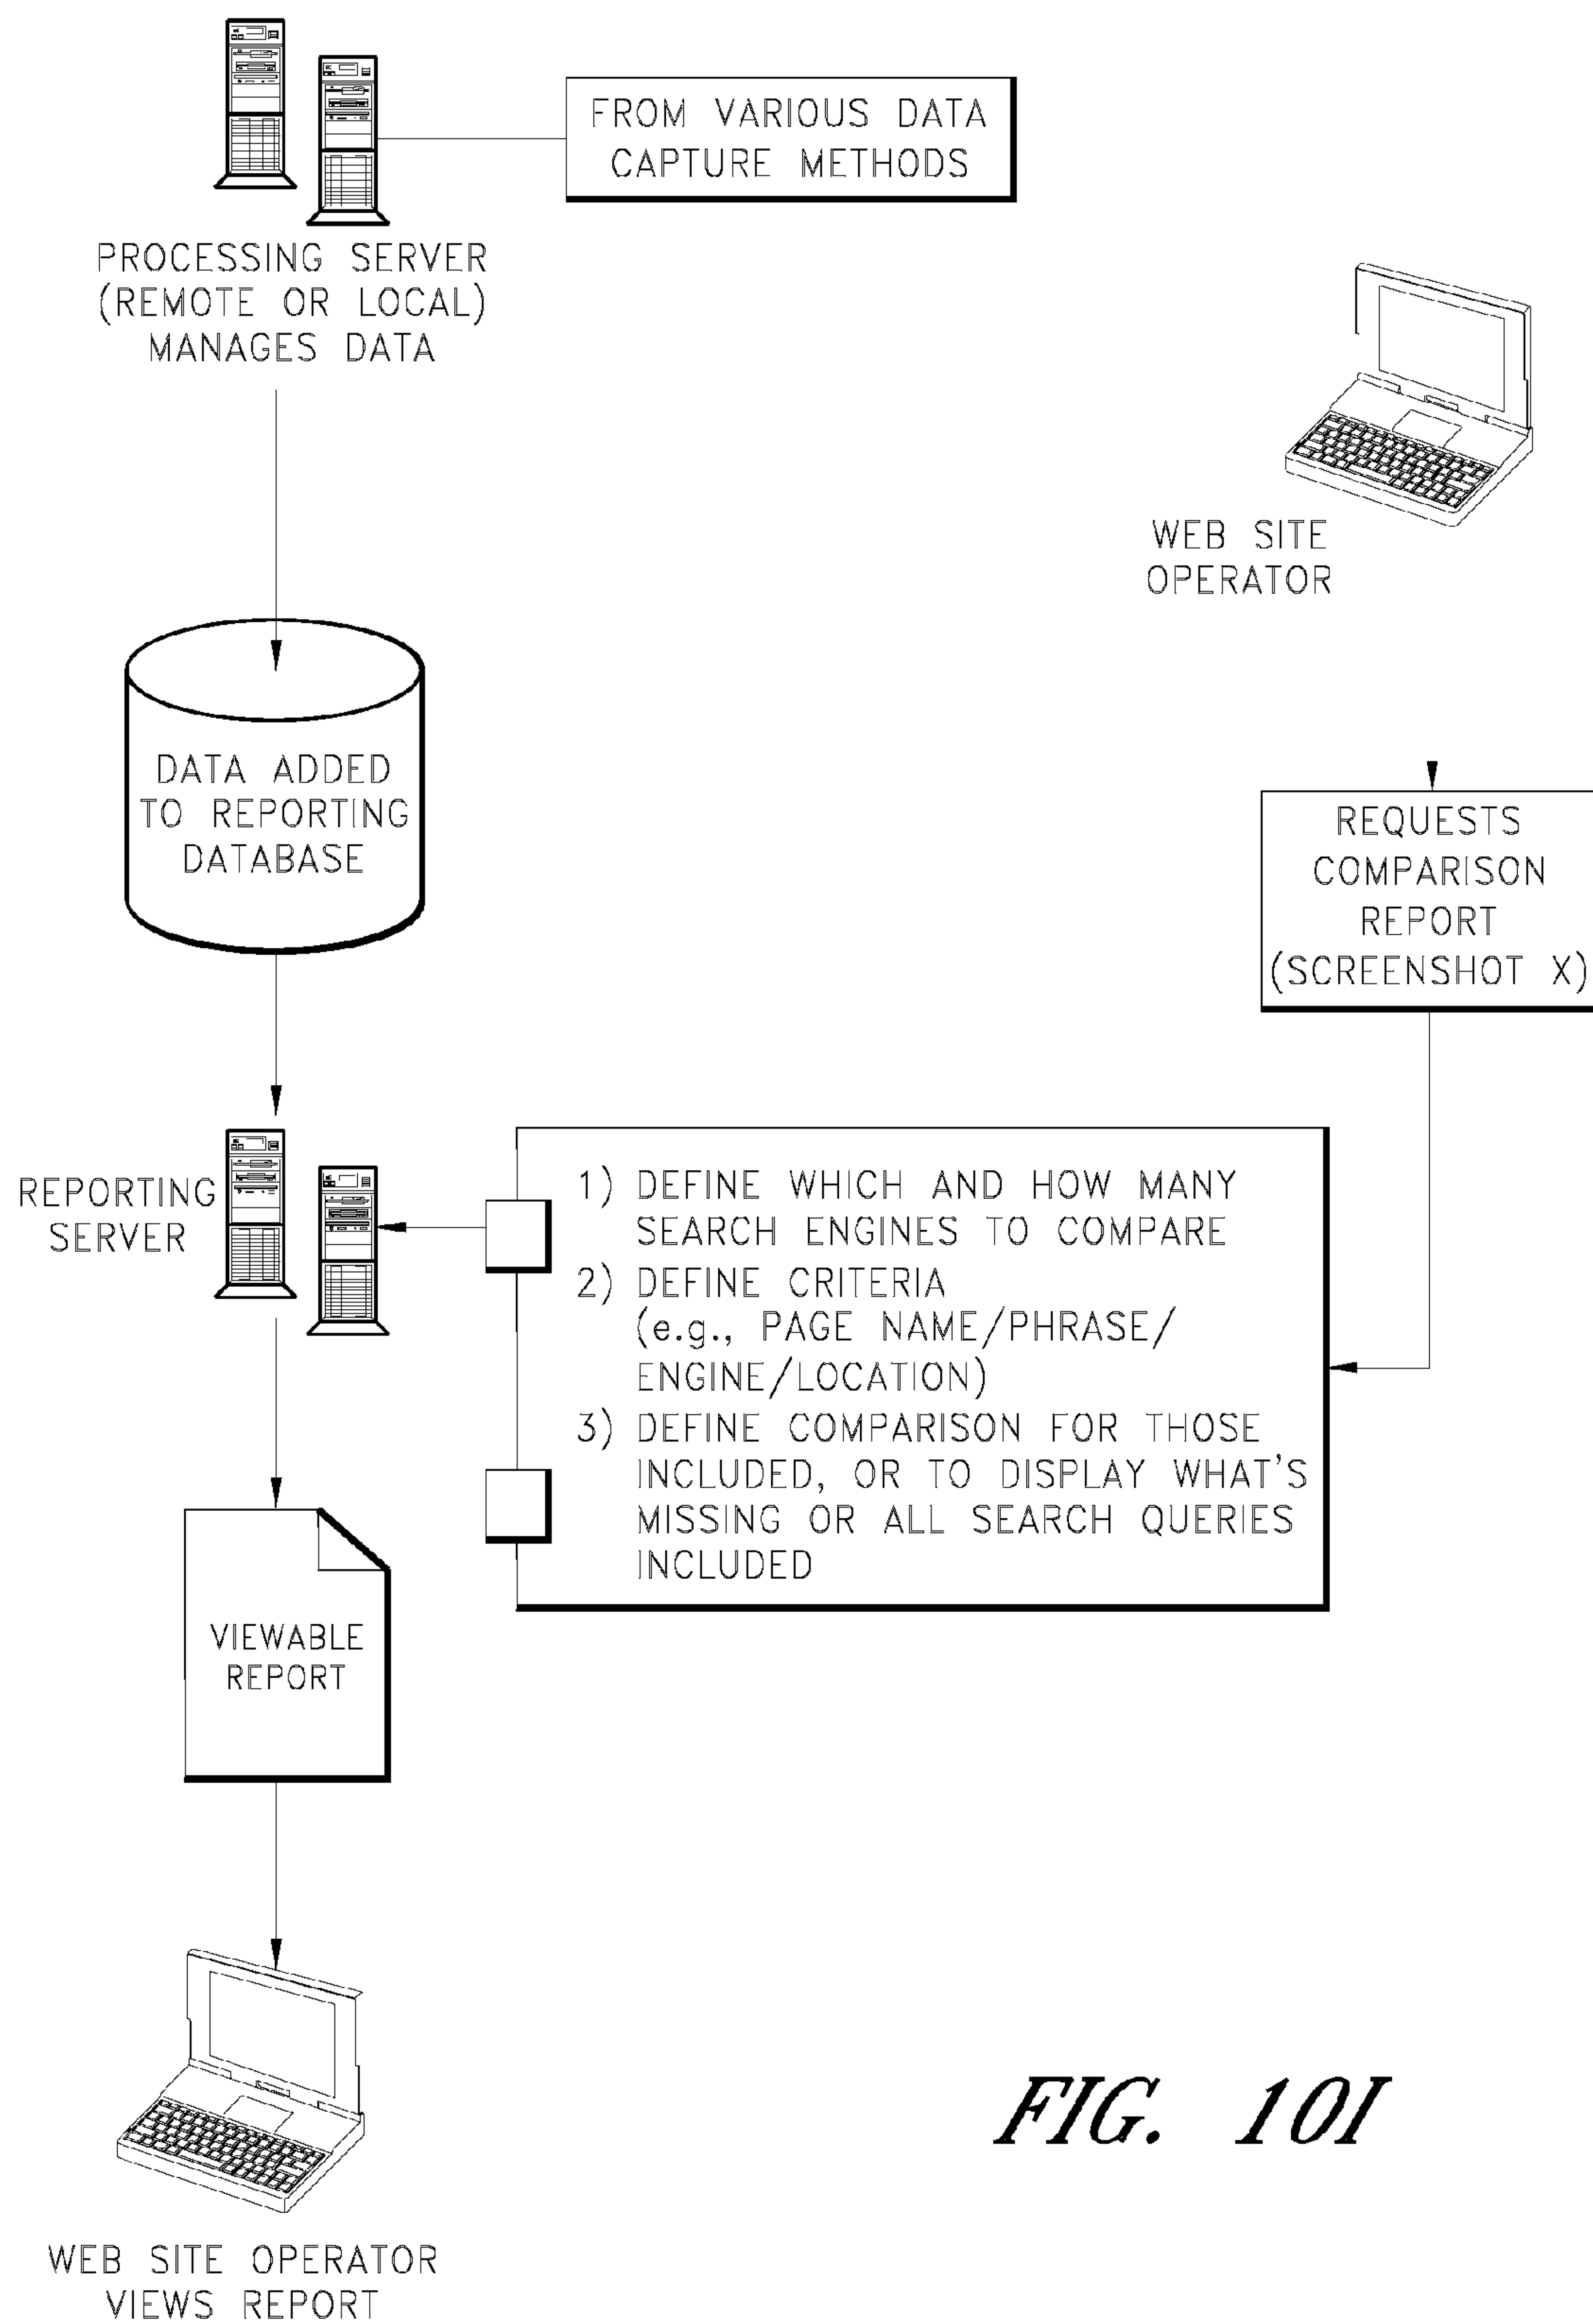 FROM VARIOUS DATA
CAPTURE METHODS
PROCESSING SERVER
(REMOTE OR LOCAL)
MANAGES DATA
WEB SITE
OPERATOR
DATA ADDED
TO REPORTING
DATABASE
REQUESTS
COMPARISON
REPORT
(SCREENSHOT X)
REPORTING
SERVER
1) DEFINE WHICH AND HOW MANY
SEARCH ENGINES TO COMPARE
2) DEFINE CRITERIA
(e.g., PAGE NAME/PHRASE/
ENGINE/LOCATION)
3) DEFINE COMPARISON FOR THOSE
INCLUDED, OR TO DISPLAY WHAT'S
MISSING OR ALL SEARCH QUERIES
INCLUDED
VIEWABLE
REPORT
WEB SITE OPERATOR
VIEWS REPORT
FIG. 10I